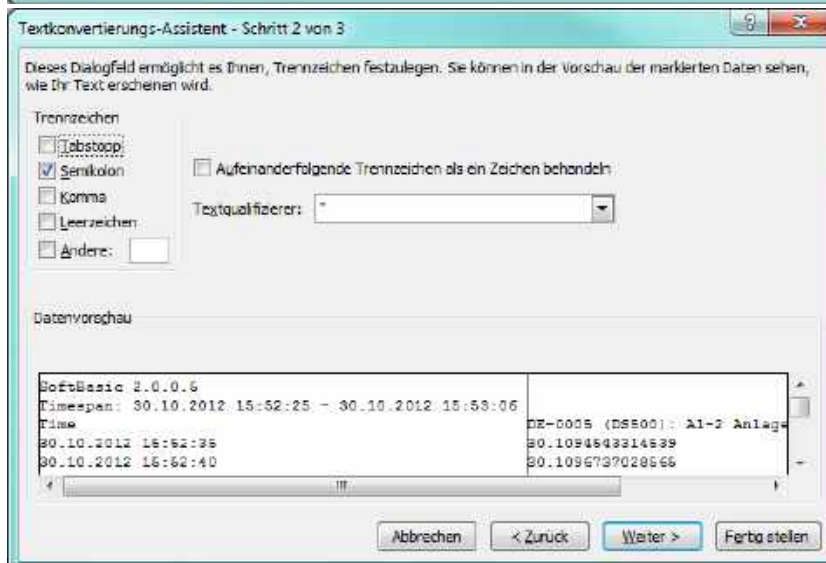 Textkonvertierungs-Assistent - Schritt 2 von 3
Dieses Dialogfeld ermöglicht es Ihnen, Trennzeichen festzulegen. Sie können in der Vorschau der markierten Daten sehen,
wie Ihr Text erscheinen wird.
Trennzeichen
Tabstopp
Semikolon
Aufeinanderfolgende Trennzeichen als ein Zeichen behandeln
Komma
Textqualifizierer: "
Leerzeichen
Andere:
Datenvorschau
SoftBasic 2.0.0.5
Timespan: 30.10.2012 15:52:25 - 30.10.2012 15:53:06
Time DE-0005 (DS500): A1-2 Anlage
30.10.2012 15:52:35 30.1094543314539
30.10.2012 15:52:40 30.1096737028565
Abbrechen < Zurück Weiter > Fertig stellen